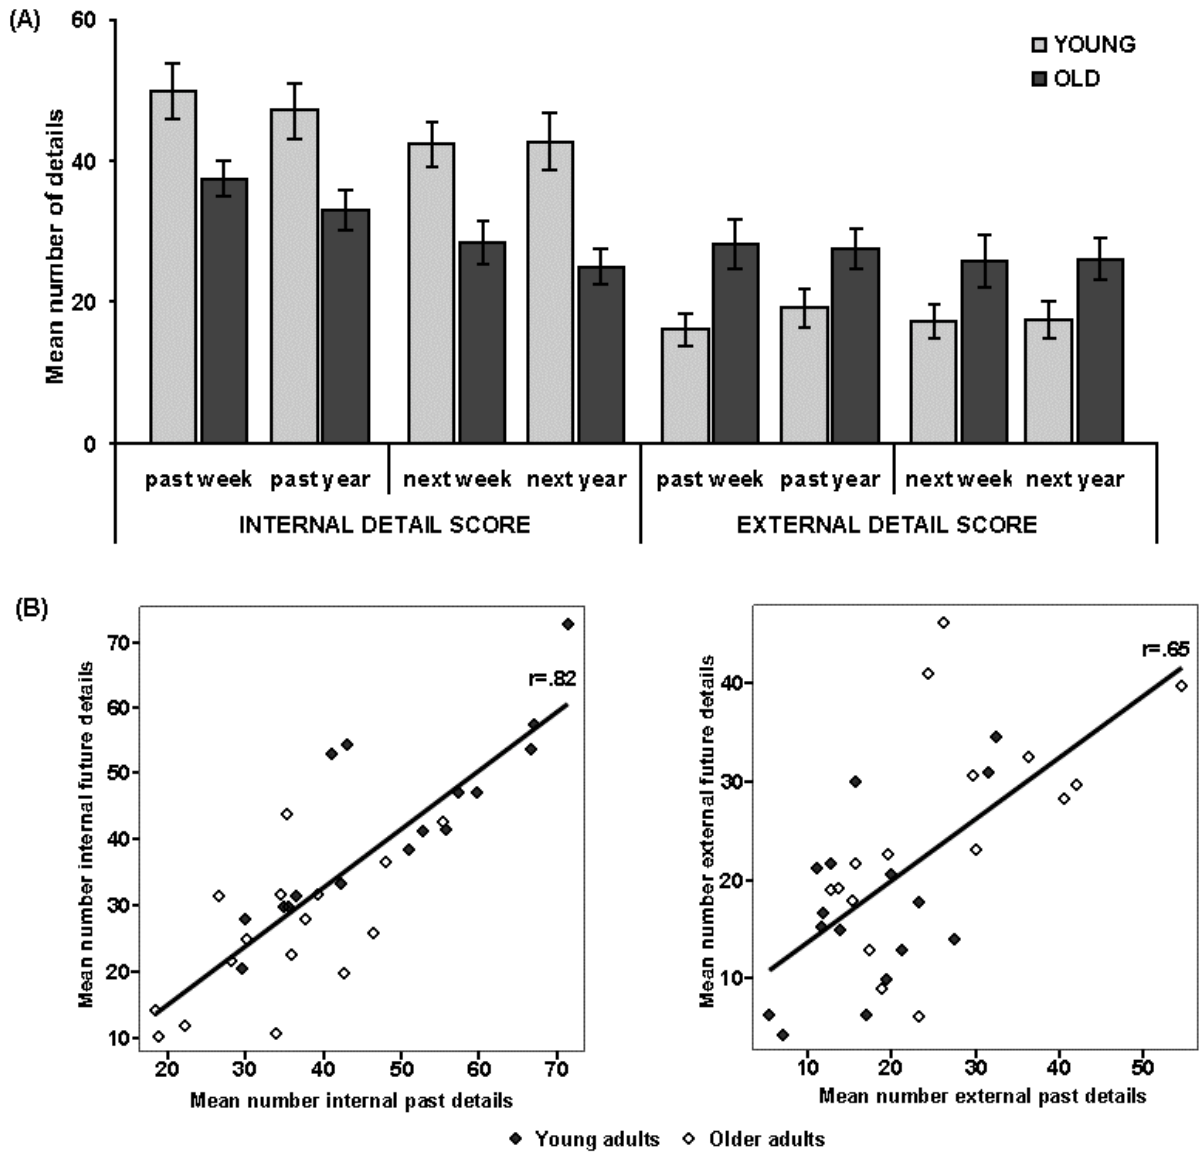 (A)
60
40
20
0
Mean number of details
YOUNG
OLD
past week past year next week next year past week past year next week next year
INTERNAL DETAIL SCORE EXTERNAL DETAIL SCORE
(B)
r=.82
70
60
50
40
30
20
10
Mean number internal future details
20 30 40 50 60 70
Mean number internal past details
r=.65
40
30
20
10
Mean number external future details
10 20 30 40 50
Mean number external past details
Young adults Older adults